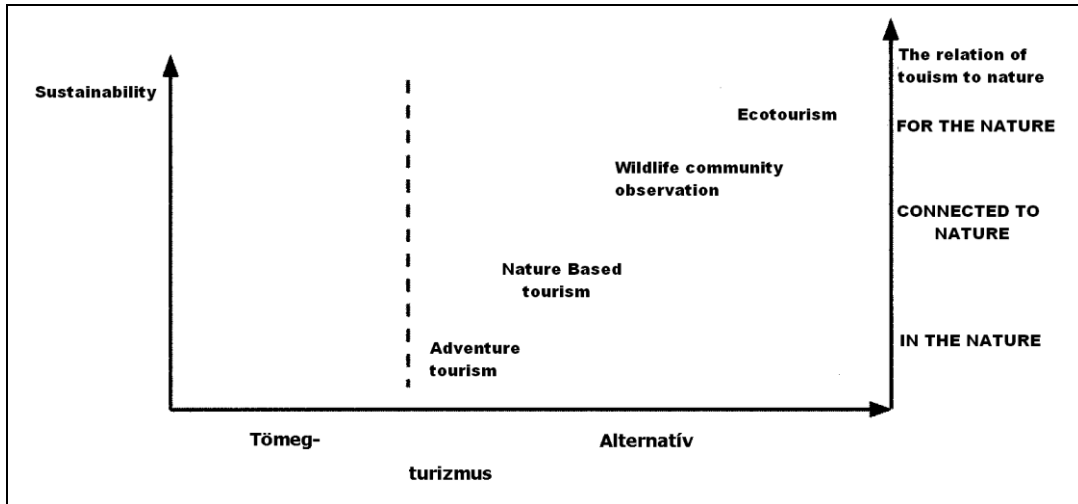 The relation of
touism to nature
Sustainability
Ecotourism
FOR THE NATURE
Wildlife community
observation
CONNECTED TO
NATURE
Nature Based
tourism
Adventure
tourism
IN THE NATURE
Tömeg-
Alternatív
turizmus